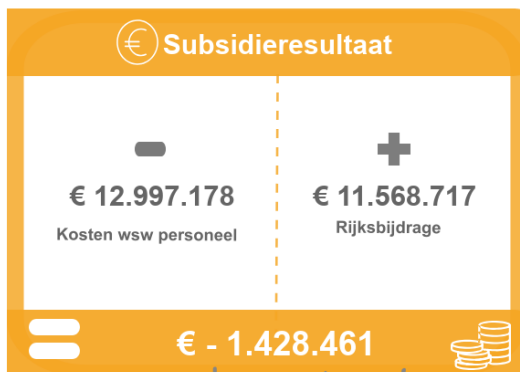 Subsidieresultaat
€ 12.997.178
Kosten wsw personeel
€ 11.568.717
Rijksbijdrage
€ - 1.428.461